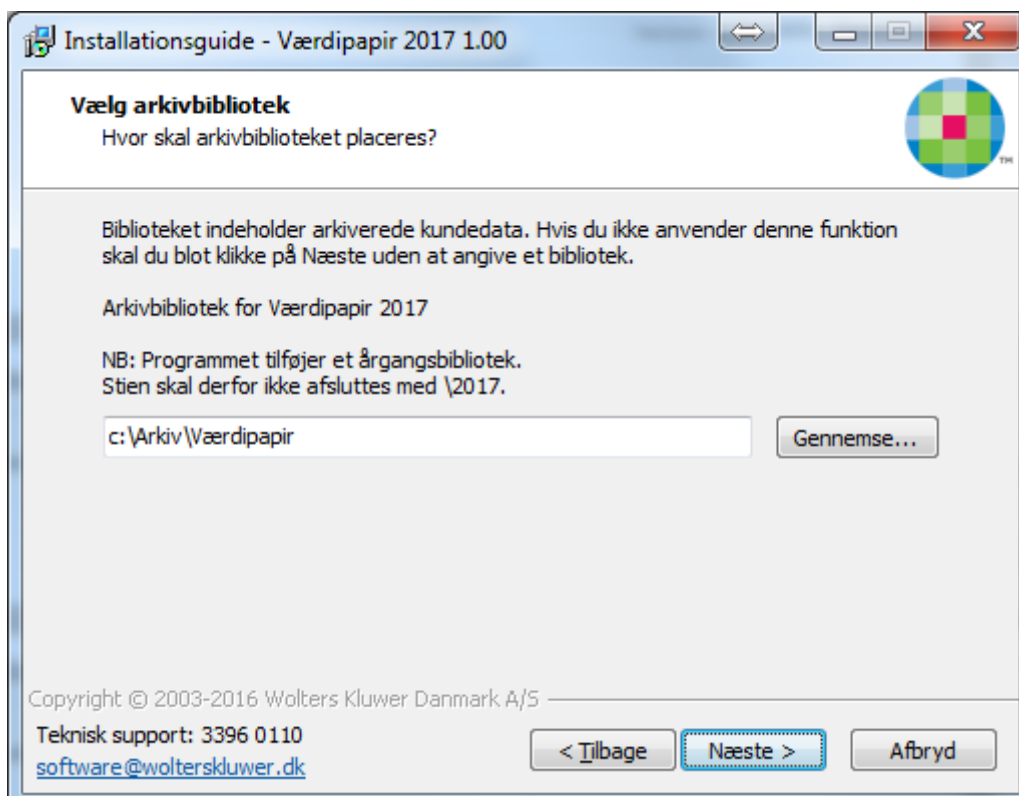 Installationsguide - Værdipapir 2017 1.00
Vælg arkivbibliotek
Hvor skal arkivbiblioteket placeres?
TM
Biblioteket indeholder arkiverede kundedata. Hvis du ikke anvender denne funktion
skal du blot klikke på Næste uden at angive et bibliotek.
Arkivbibliotek for Værdipapir 2017
NB: Programmet tilføjer et årgangsbibliotek.
Stien skal derfor ikke afsluttes med \2017.
c:\Arkiv\Værdipapir
Gennemse...
Copyright © 2003-2016 Wolters Kluwer Danmark A/S
Teknisk support: 3396 0110
software@wolterskluwer.dk
< Tilbage
Næste >
Afbryd